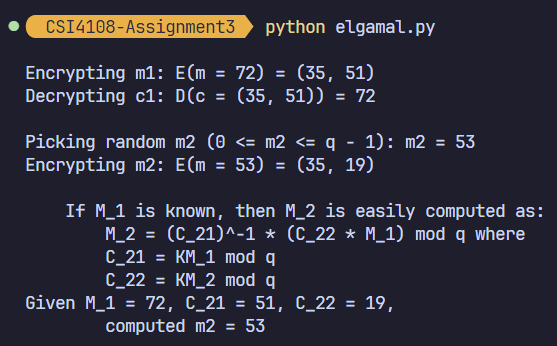 CSI4108-Assignment3 python elgamal.py
Encrypting m1: E(m = 72) = (35, 51)
Decrypting c1: D(c = (35, 51)) = 72
Picking random m2 (0 <= m2 <= q - 1): m2 = 53
Encrypting m2: E(m = 53) = (35, 19)
If M_1 is known, then M_2 is easily computed as:
M_2 = (C_21)^-1 * (C_22 * M_1) mod q where
C_21 = KM_1 mod q
C_22 = KM_2 mod q
Given M_1 = 72, C_21 = 51, C_22 = 19,
computed m2 = 53